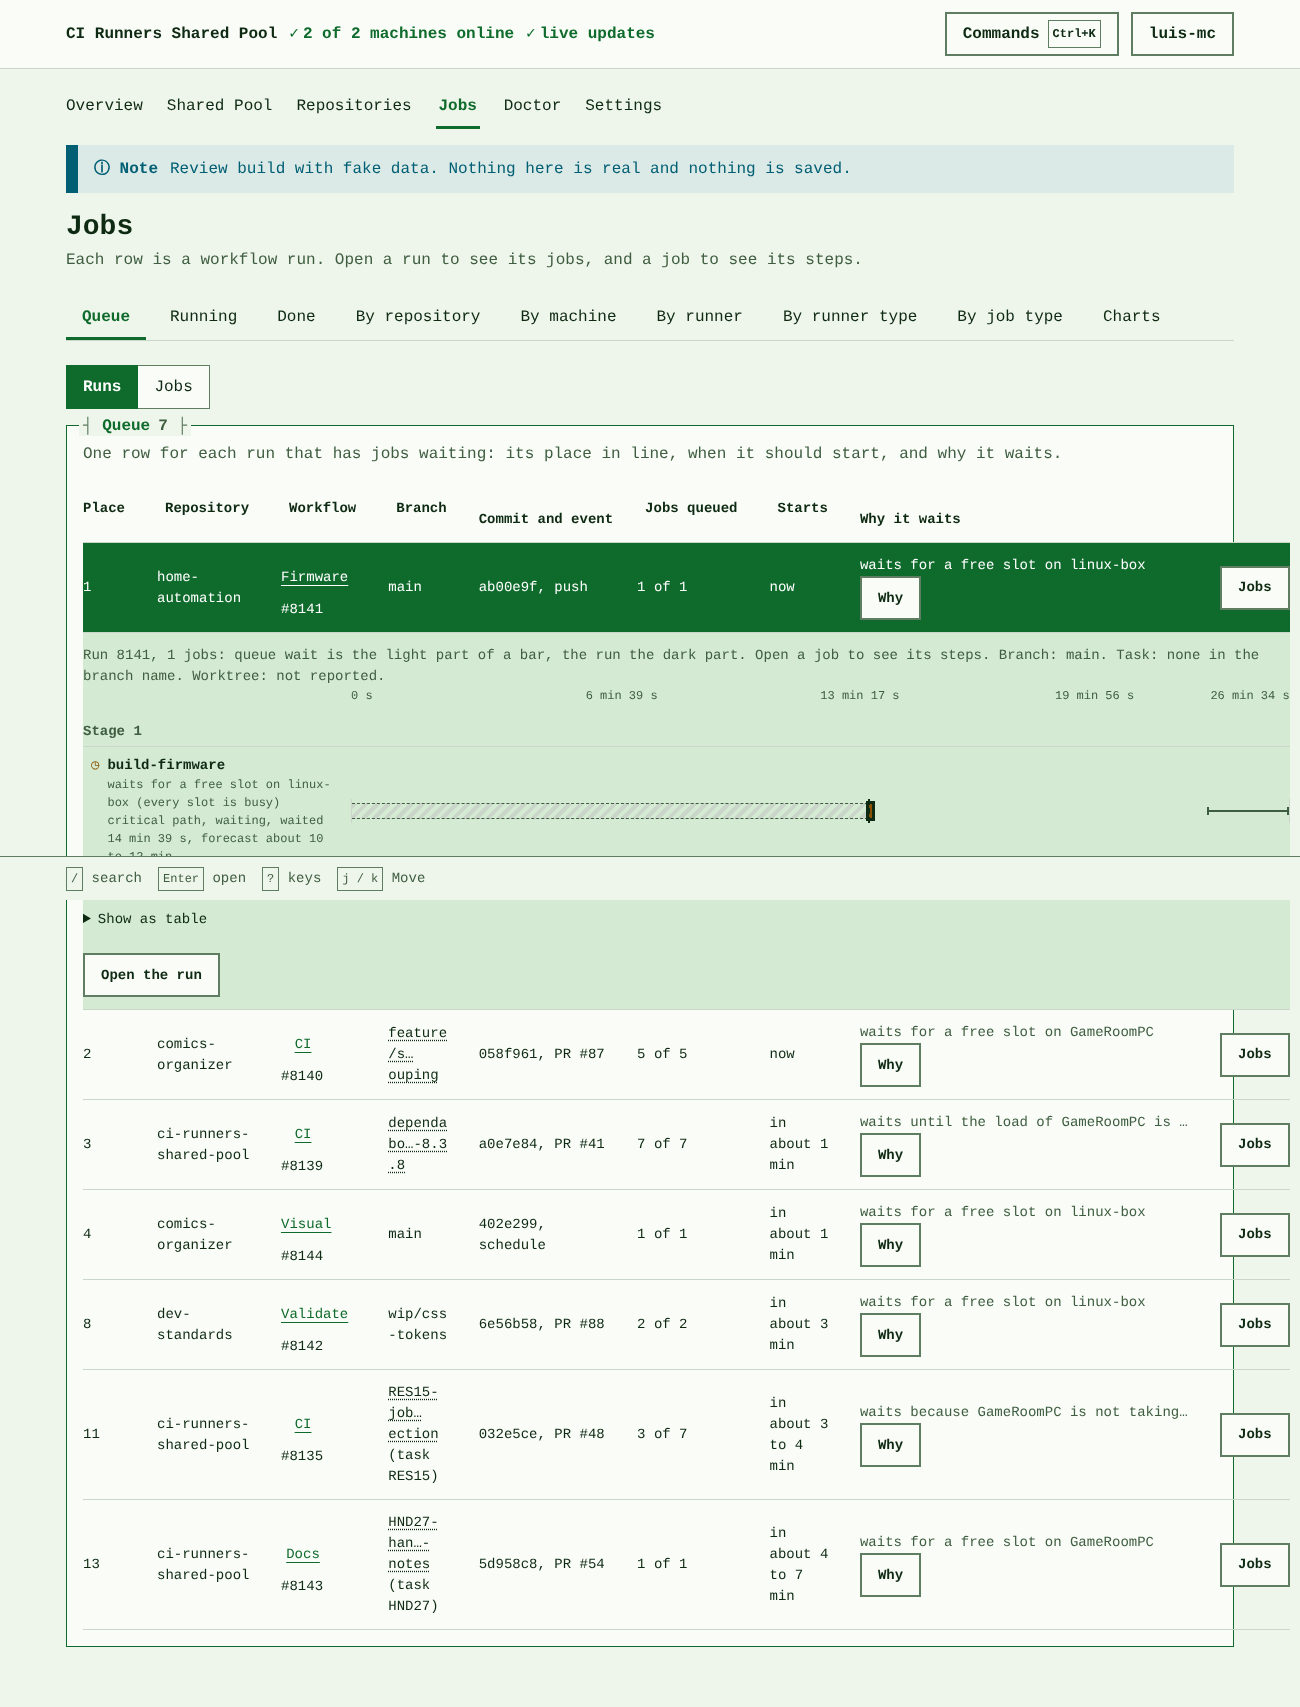 CI Runners Shared Pool ✓ 2 of 2 machines online ✓ live updates Commands Ctrl+K luis-mc
Overview Shared Pool Repositories Jobs Doctor Settings
ⓘ Note Review build with fake data. Nothing here is real and nothing is saved.
Jobs
Each row is a workflow run. Open a run to see its jobs, and a job to see its steps.
Queue Running Done By repository By machine By runner By runner type By job type Charts
Runs Jobs
Queue 7
One row for each run that has jobs waiting: its place in line, when it should start, and why it waits.
Place Repository Workflow Branch Commit and event Jobs queued Starts Why it waits
1 home-automation Firmware #8141 main ab00e9f, push 1 of 1 now waits for a free slot on linux-box Why Jobs
Run 8141, 1 jobs: queue wait is the light part of a bar, the run the dark part. Open a job to see its steps. Branch: main. Task: none in the
branch name. Worktree: not reported.
0 s 6 min 39 s 13 min 17 s 19 min 56 s 26 min 34 s
Stage 1
◷ build-firmware
waits for a free slot on linux-
box (every slot is busy)
critical path, waiting, waited
14 min 39 s, forecast about 10
to 12 min
/ search Enter open ? keys j / k Move
▶ Show as table
Open the run
2 comics-organizer CI #8140 feature/s…ouping 058f961, PR #87 5 of 5 now waits for a free slot on GameRoomPC Why Jobs
3 ci-runners-shared-pool CI #8139 dependabo…-8.3.8 a0e7e84, PR #41 7 of 7 in about 1 min waits until the load of GameRoomPC is … Why Jobs
4 comics-organizer Visual #8144 main 402e299, schedule 1 of 1 in about 1 min waits for a free slot on linux-box Why Jobs
8 dev-standards Validate #8142 wip/css-tokens 6e56b58, PR #88 2 of 2 in about 3 min waits for a free slot on linux-box Why Jobs
11 ci-runners-shared-pool CI #8135 RES15-job…ection (task RES15) 032e5ce, PR #48 3 of 7 in about 3 to 4 min waits because GameRoomPC is not taking… Why Jobs
13 ci-runners-shared-pool Docs #8143 HND27-han…-notes (task HND27) 5d958c8, PR #54 1 of 1 in about 4 to 7 min waits for a free slot on GameRoomPC Why Jobs